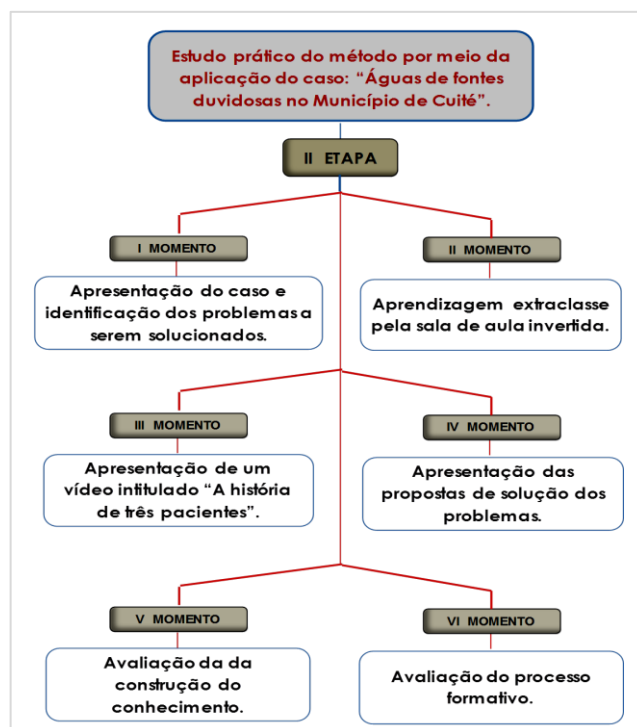 Estudo prático do método por meio da
aplicação do caso: “Águas de fontes
duvidosas no Município de Cuité”.
II ETAPA
I MOMENTO
Apresentação do caso e
identificação dos problemas a
serem solucionados.
II MOMENTO
Aprendizagem extraclasse
pela sala de aula invertida.
III MOMENTO
Apresentação de um
vídeo intitulado “A história
de três pacientes”.
IV MOMENTO
Apresentação das
propostas de solução dos
problemas.
V MOMENTO
Avaliação da da
construção do
conhecimento.
VI MOMENTO
Avaliação do processo
formativo.